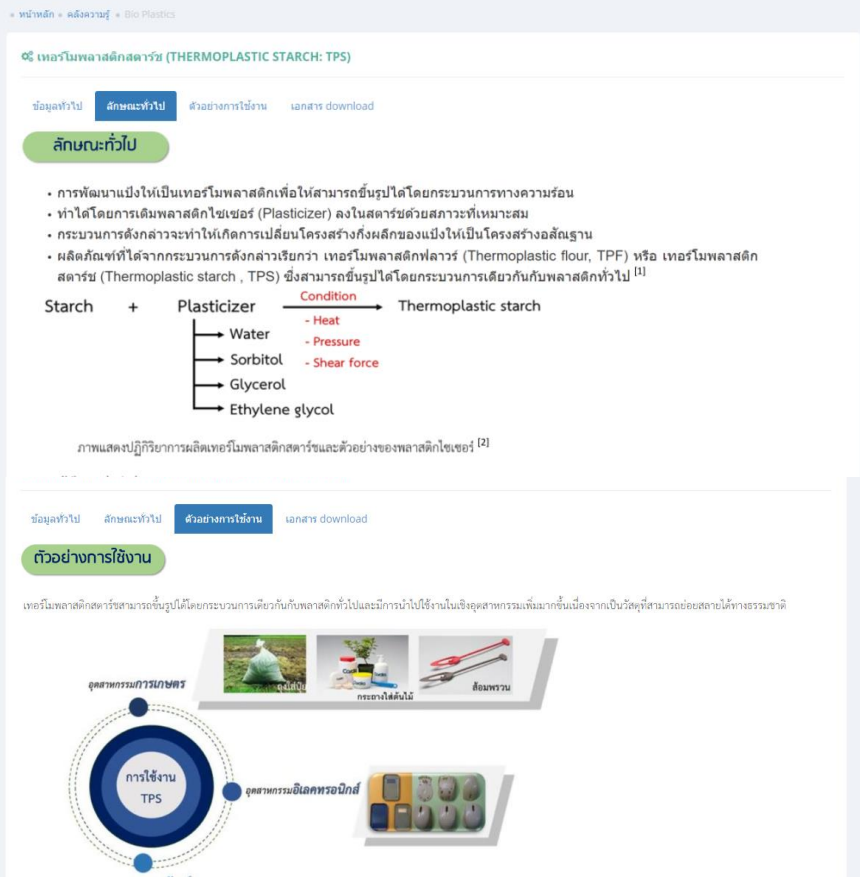 » หน้าหลัก » คลังความรู้ » Bio Plastics
เทอร์โมพลาสติกสตาร์ช (THERMOPLASTIC STARCH: TPS)
ข้อมูลทั่วไป ลักษณะทั่วไป ตัวอย่างการใช้งาน เอกสาร download
ลักษณะทั่วไป
• การพัฒนาแป้งให้เป็นเทอร์โมพลาสติกเพื่อให้สามารถขึ้นรูปได้โดยกระบวนการทางความร้อน
• ทำได้โดยการเติมพลาสติกไซเซอร์ (Plasticizer) ลงในสตาร์ชด้วยสภาวะที่เหมาะสม
• กระบวนการดังกล่าวจะทำให้เกิดการเปลี่ยนโครงสร้างกึ่งผลึกของแป้งให้เป็นโครงสร้างอสัณฐาน
• ผลิตภัณฑ์ที่ได้จากกระบวนการดังกล่าวเรียกว่า เทอร์โมพลาสติกฟลาวร์ (Thermoplastic flour, TPF) หรือ เทอร์โมพลาสติก
สตาร์ช (Thermoplastic starch , TPS) ซึ่งสามารถขึ้นรูปได้โดยกระบวนการเดียวกันกับพลาสติกทั่วไป [1]
Starch + Plasticizer Condition Thermoplastic starch
- Heat
Water
- Pressure
Sorbitol
- Shear force
Glycerol
Ethylene glycol
ภาพแสดงปฏิกิริยาการผลิตเทอร์โมพลาสติกสตาร์ชและตัวอย่างของพลาสติกไซเซอร์ [2]
ข้อมูลทั่วไป ลักษณะทั่วไป ตัวอย่างการใช้งาน เอกสาร download
ตัวอย่างการใช้งาน
เทอร์โมพลาสติกสตาร์ชสามารถขึ้นรูปได้โดยกระบวนการเดียวกันกับพลาสติกทั่วไปและมีการนำไปใช้งานในเชิงอุตสาหกรรมเพิ่มมากขึ้นเนื่องจากเป็นวัสดุที่สามารถย่อยสลายได้ทางธรรมชาติ
อุตสาหกรรมการเกษตร
ถุงใส่ปุ๋ย
กระถางใส่ต้นไม้
ส้อมพรวน
การใช้งาน
TPS
อุตสาหกรรมอิเลคทรอนิกส์